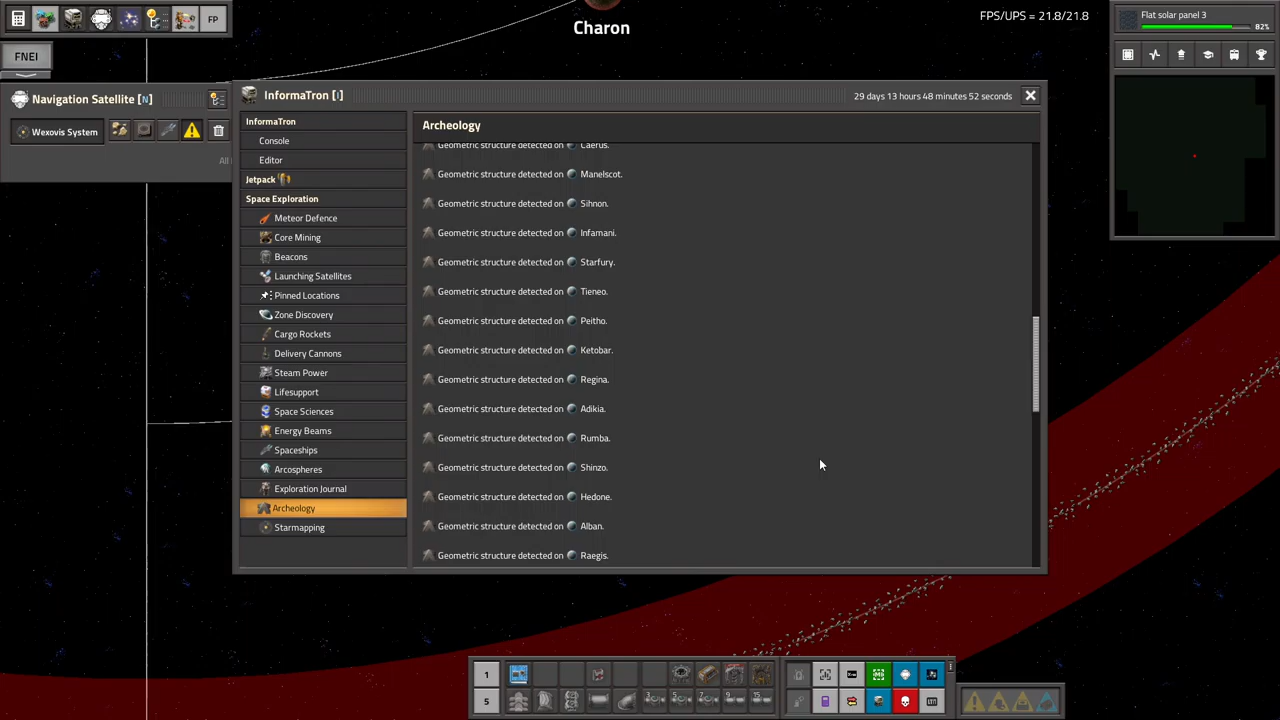 FP
Charon
FPS/UPS = 21.8/21.8
Flat solar panel 3
82%
FNEI
Navigation Satellite [N]
Wexovis System
All
InformaTron [I]
29 days 13 hours 48 minutes 52 seconds
InformaTron
Console
Editor
Jetpack
Space Exploration
Meteor Defence
Core Mining
Beacons
Launching Satellites
Pinned Locations
Zone Discovery
Cargo Rockets
Delivery Cannons
Steam Power
Lifesupport
Space Sciences
Energy Beams
Spaceships
Arcospheres
Exploration Journal
Archeology
Starmapping
Archeology
Geometric structure detected on Caerus.
Geometric structure detected on Manelscot.
Geometric structure detected on Sihnon.
Geometric structure detected on Infamani.
Geometric structure detected on Starfury.
Geometric structure detected on Tieneo.
Geometric structure detected on Peitho.
Geometric structure detected on Ketobar.
Geometric structure detected on Regina.
Geometric structure detected on Adikia.
Geometric structure detected on Rumba.
Geometric structure detected on Shinzo.
Geometric structure detected on Hedone.
Geometric structure detected on Alban.
Geometric structure detected on Raegis.
1
5